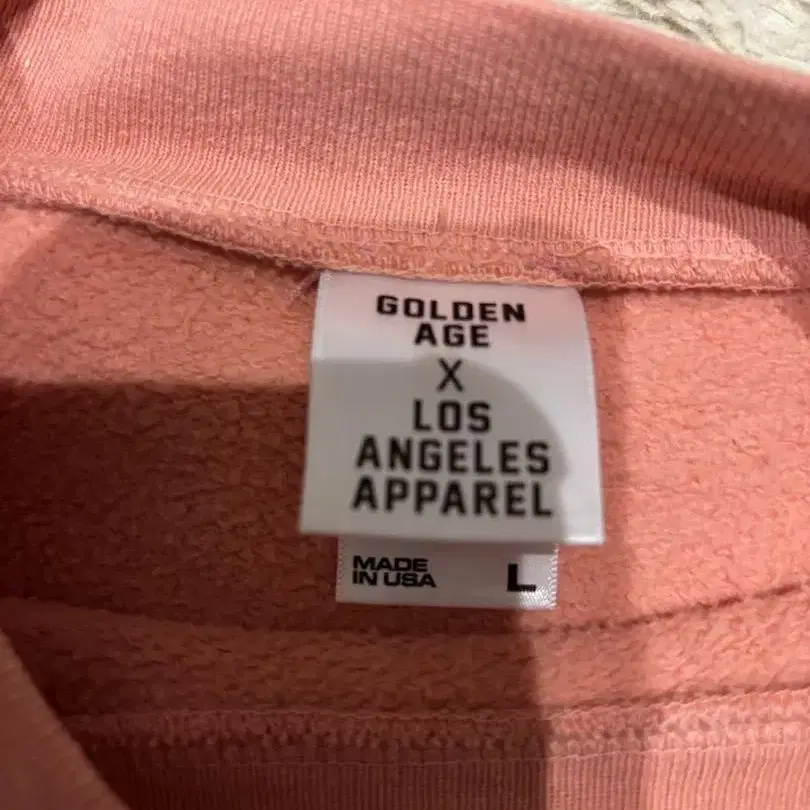 GOLDEN
AGE
X
LOS
ANGELES
APPAREL
MADE
IN USA
L